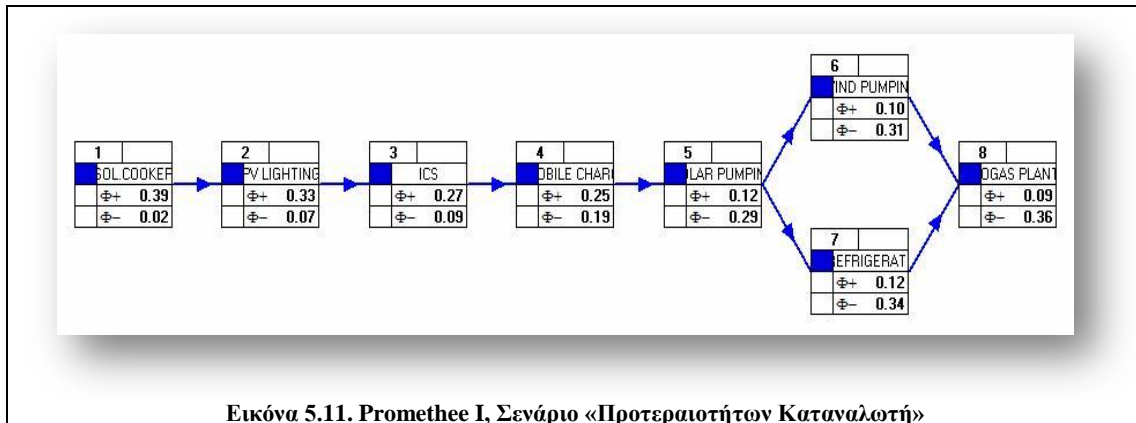 6
IND PUMPIN
Φ+ 0.10
Φ− 0.31
1
SOL.COOKER
Φ+ 0.39
Φ− 0.02
2
PV LIGHTING
Φ+ 0.33
Φ− 0.07
3
ICS
Φ+ 0.27
Φ− 0.09
4
OBILE CHAR
Φ+ 0.25
Φ− 0.19
5
LAR PUMPIN
Φ+ 0.12
Φ− 0.29
8
OGAS PLANT
Φ+ 0.09
Φ− 0.36
7
EFRIGERAT
Φ+ 0.12
Φ− 0.34
Εικόνα 5.11. Promethee I, Σενάριο «Προτεραιοτήτων Καταναλωτή»